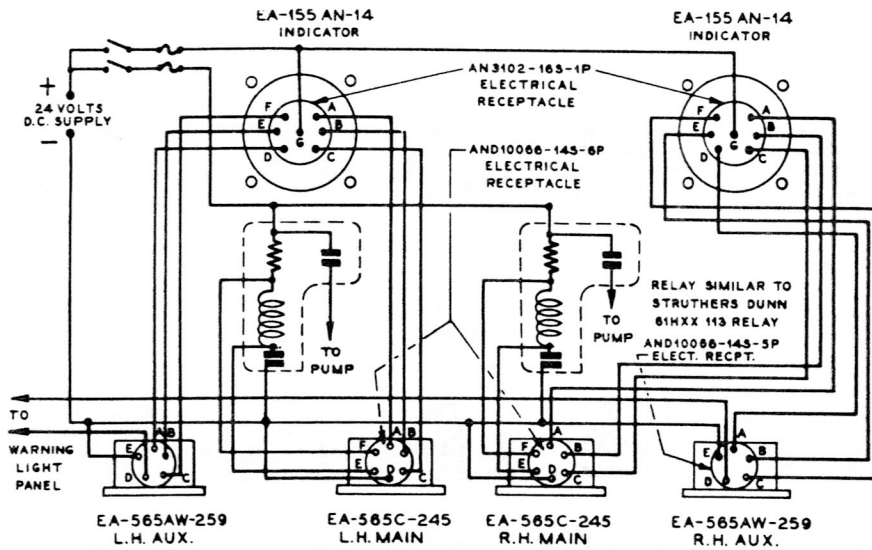 EA-155 AN-14
INDICATOR
EA-155 AN-14
INDICATOR
AN3102-16S-1P
ELECTRICAL
RECEPTACLE
+
24 VOLTS
D.C. SUPPLY
-
F
A
E
B
D
C
G
F
A
E
B
D
C
G
AND10066-14S-6P
ELECTRICAL
RECEPTACLE
RELAY SIMILAR TO
STRUTHERS DUNN
61HXX 113 RELAY
TO
PUMP
TO
PUMP
AND10066-14S-5P
ELECT. RECPT.
TO
WARNING
LIGHT
PANEL
A
B
E
D
C
A
B
F
E
D
C
A
B
F
E
D
C
A
B
E
D
C
EA-565AW-259
L.H. AUX.
EA-565C-245
L.H. MAIN
EA-565C-245
R.H. MAIN
EA-565AW-259
R.H. AUX.